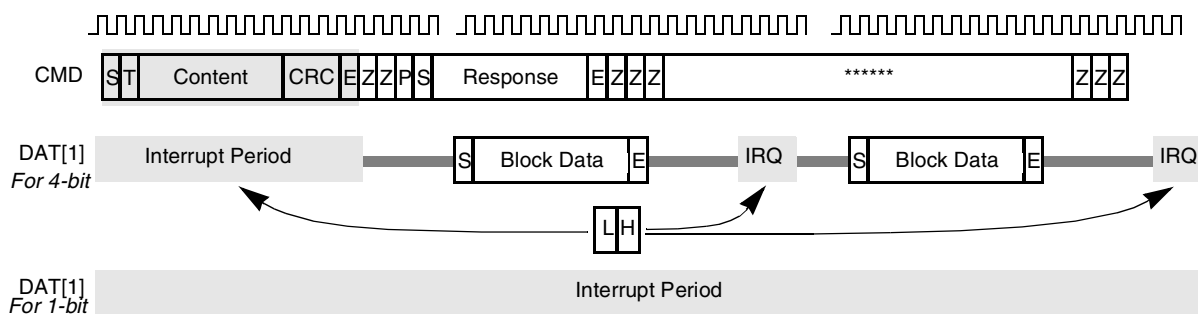 CMD S T Content CRC E Z Z P S Response E Z Z Z ****** Z Z Z
DAT[1] Interrupt Period S Block Data E IRQ S Block Data E IRQ
For 4-bit
L H
DAT[1] Interrupt Period
For 1-bit